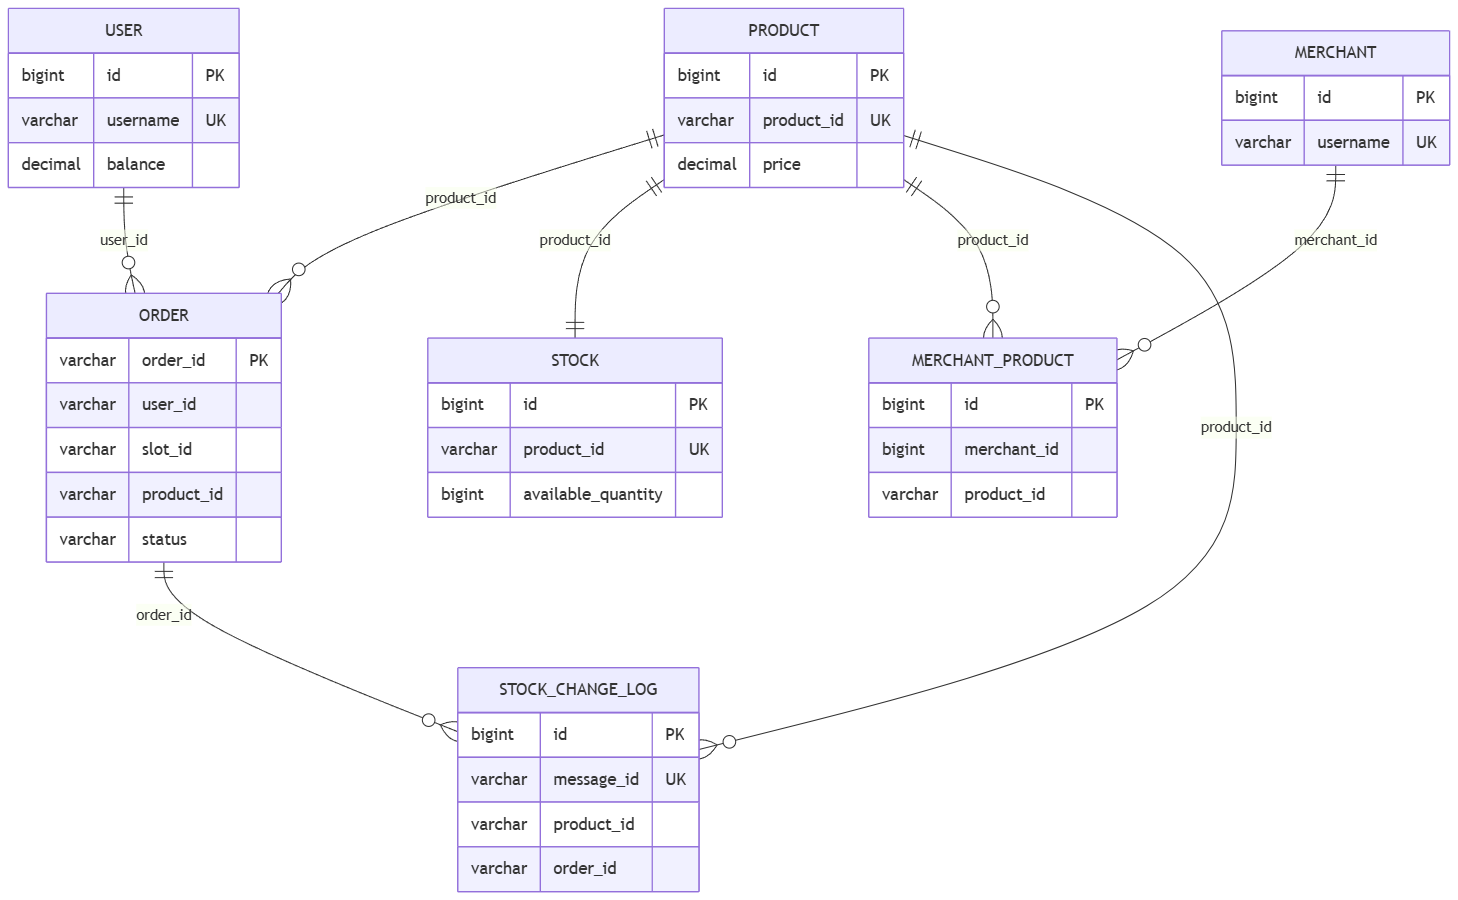 USER
bigint id PK
varchar username UK
decimal balance
PRODUCT
bigint id PK
varchar product_id UK
decimal price
MERCHANT
bigint id PK
varchar username UK
product_id
user_id
product_id
product_id
merchant_id
ORDER
varchar order_id PK
varchar user_id
varchar slot_id
varchar product_id
varchar status
STOCK
bigint id PK
varchar product_id UK
bigint available_quantity
MERCHANT_PRODUCT
bigint id PK
bigint merchant_id
varchar product_id
product_id
order_id
STOCK_CHANGE_LOG
bigint id PK
varchar message_id UK
varchar product_id
varchar order_id